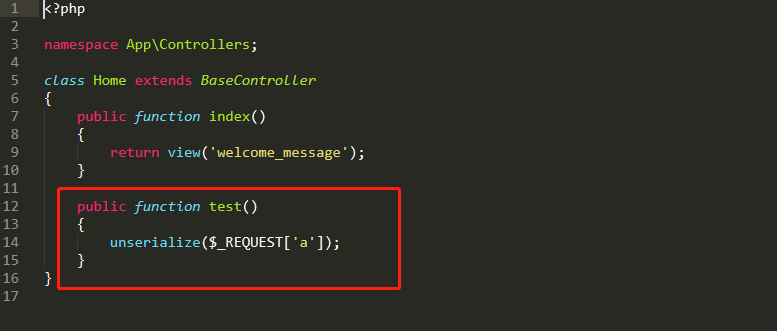 1 <?php
2
3 namespace App\Controllers;
4
5 class Home extends BaseController
6 {
7     public function index()
8     {
9         return view('welcome_message');
10     }
11
12     public function test()
13     {
14         unserialize($_REQUEST['a']);
15     }
16 }
17